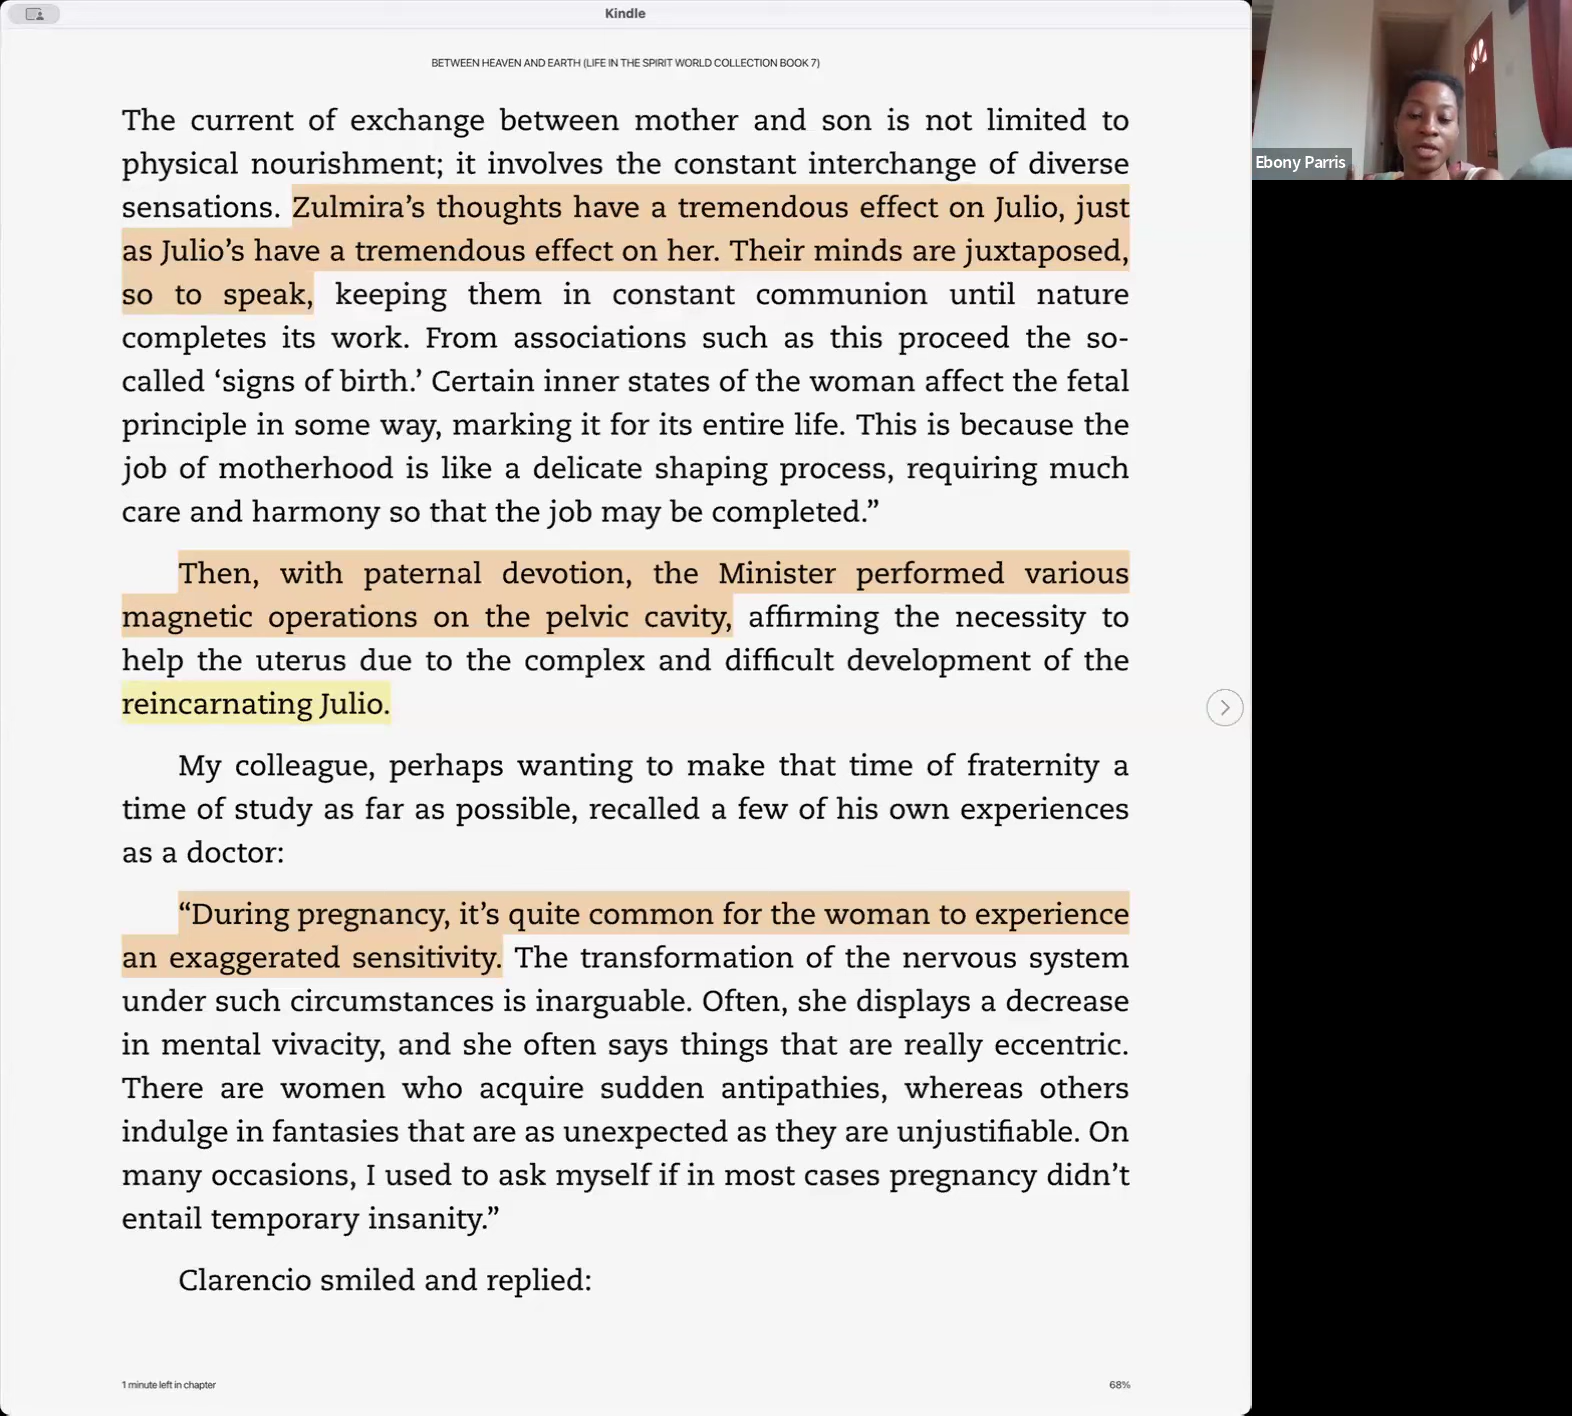 Kindle
BETWEEN HEAVEN AND EARTH (LIFE IN THE SPIRIT WORLD COLLECTION BOOK 7)
The current of exchange between mother and son is not limited to
physical nourishment; it involves the constant interchange of diverse
sensations. Zulmira’s thoughts have a tremendous effect on Julio, just
as Julio’s have a tremendous effect on her. Their minds are juxtaposed,
so to speak, keeping them in constant communion until nature
completes its work. From associations such as this proceed the so-
called ‘signs of birth.’ Certain inner states of the woman affect the fetal
principle in some way, marking it for its entire life. This is because the
job of motherhood is like a delicate shaping process, requiring much
care and harmony so that the job may be completed.”
Then, with paternal devotion, the Minister performed various
magnetic operations on the pelvic cavity, affirming the necessity to
help the uterus due to the complex and difficult development of the
reincarnating Julio.
My colleague, perhaps wanting to make that time of fraternity a
time of study as far as possible, recalled a few of his own experiences
as a doctor:
“During pregnancy, it’s quite common for the woman to experience
an exaggerated sensitivity. The transformation of the nervous system
under such circumstances is inarguable. Often, she displays a decrease
in mental vivacity, and she often says things that are really eccentric.
There are women who acquire sudden antipathies, whereas others
indulge in fantasies that are as unexpected as they are unjustifiable. On
many occasions, I used to ask myself if in most cases pregnancy didn’t
entail temporary insanity.”
Clarencio smiled and replied:
1 minute left in chapter
68%
Ebony Parris